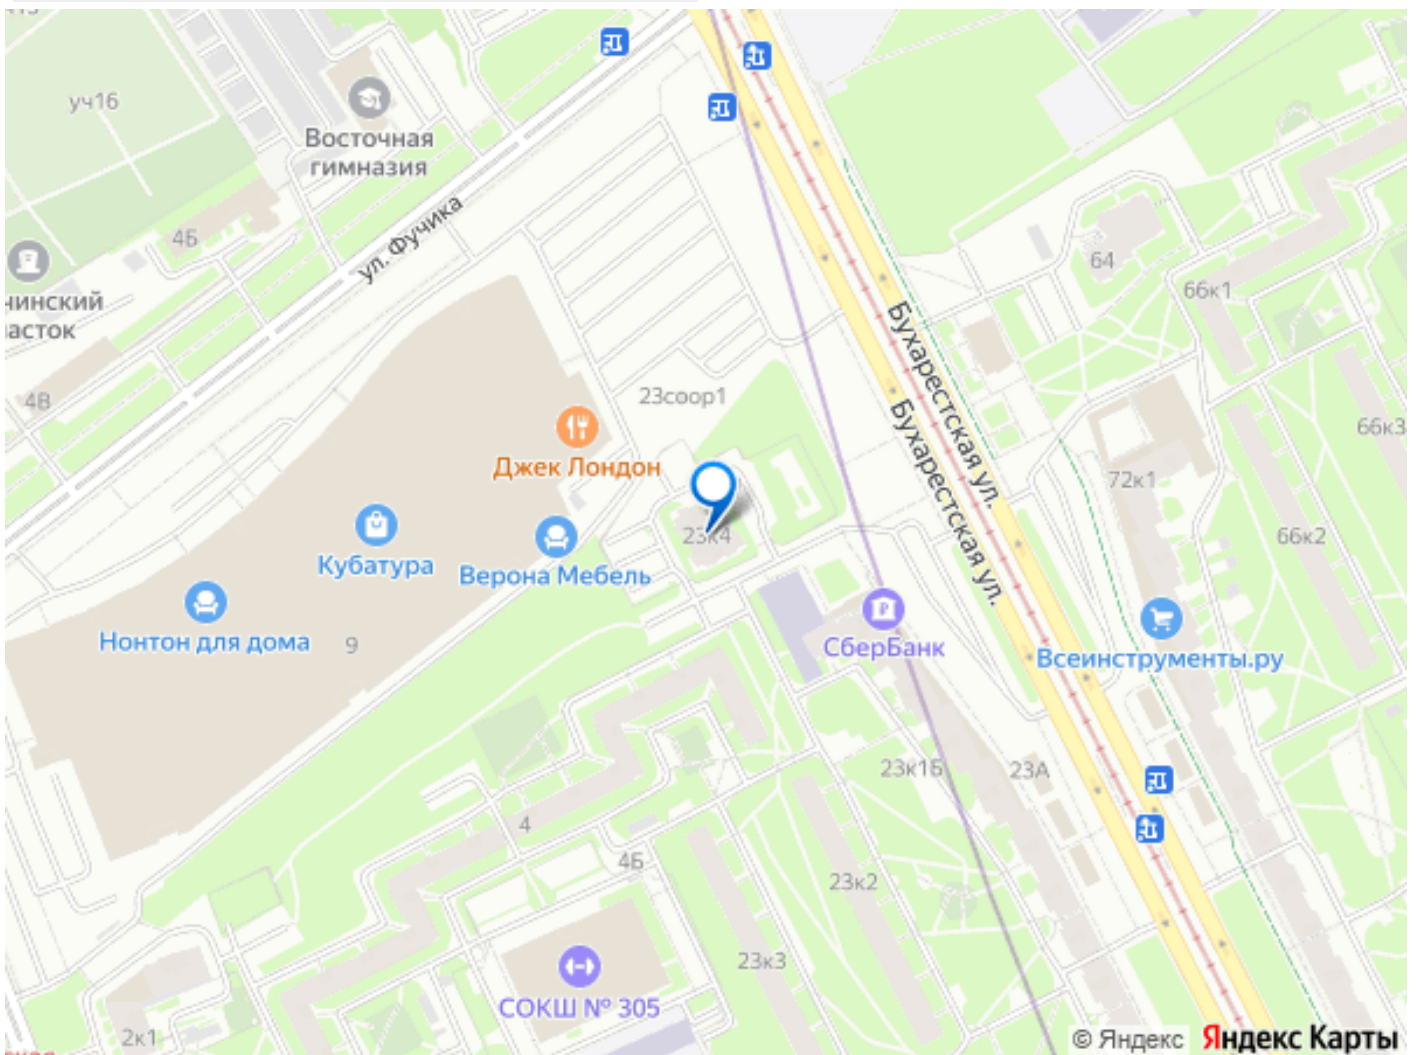 уч16
Восточная
гимназия
ул. Фучика
4Б
64
66к1
нинский
асток
4В
23соор1
Бухарестская ул.
Бухарестская ул.
66к3
Джек Лондон
72к1
23к4
66к2
Кубатура
Верона Мебель
Нонтон для дома
9
СберБанк
Всеинструменты.ру
23к1Б
23А
4
4Б
23к2
23к3
СОКШ № 305
2к1
© Яндекс Яндекс Карты